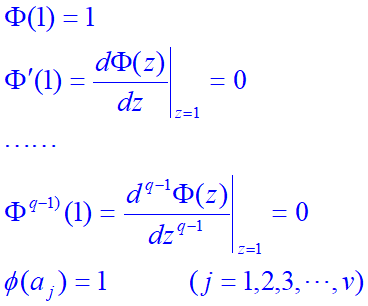 Φ(1) = 1
Φ′(1) = dΦ(z)/dz |_{z=1} = 0
……
Φ^{q−1)}(1) = d^{q−1}Φ(z)/dz^{q−1} |_{z=1} = 0
ϕ(a_j) = 1 (j = 1,2,3,⋯,v)